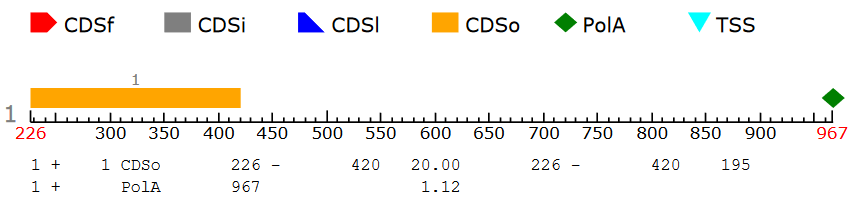 CDSf CDSi CDSl CDSo PolA TSS
1
1
226 300 350 400 450 500 550 600 650 700 750 800 850 900 967
1 + 1 CDSo 226 - 420 20.00 226 - 420 195
1 + PolA 967 1.12